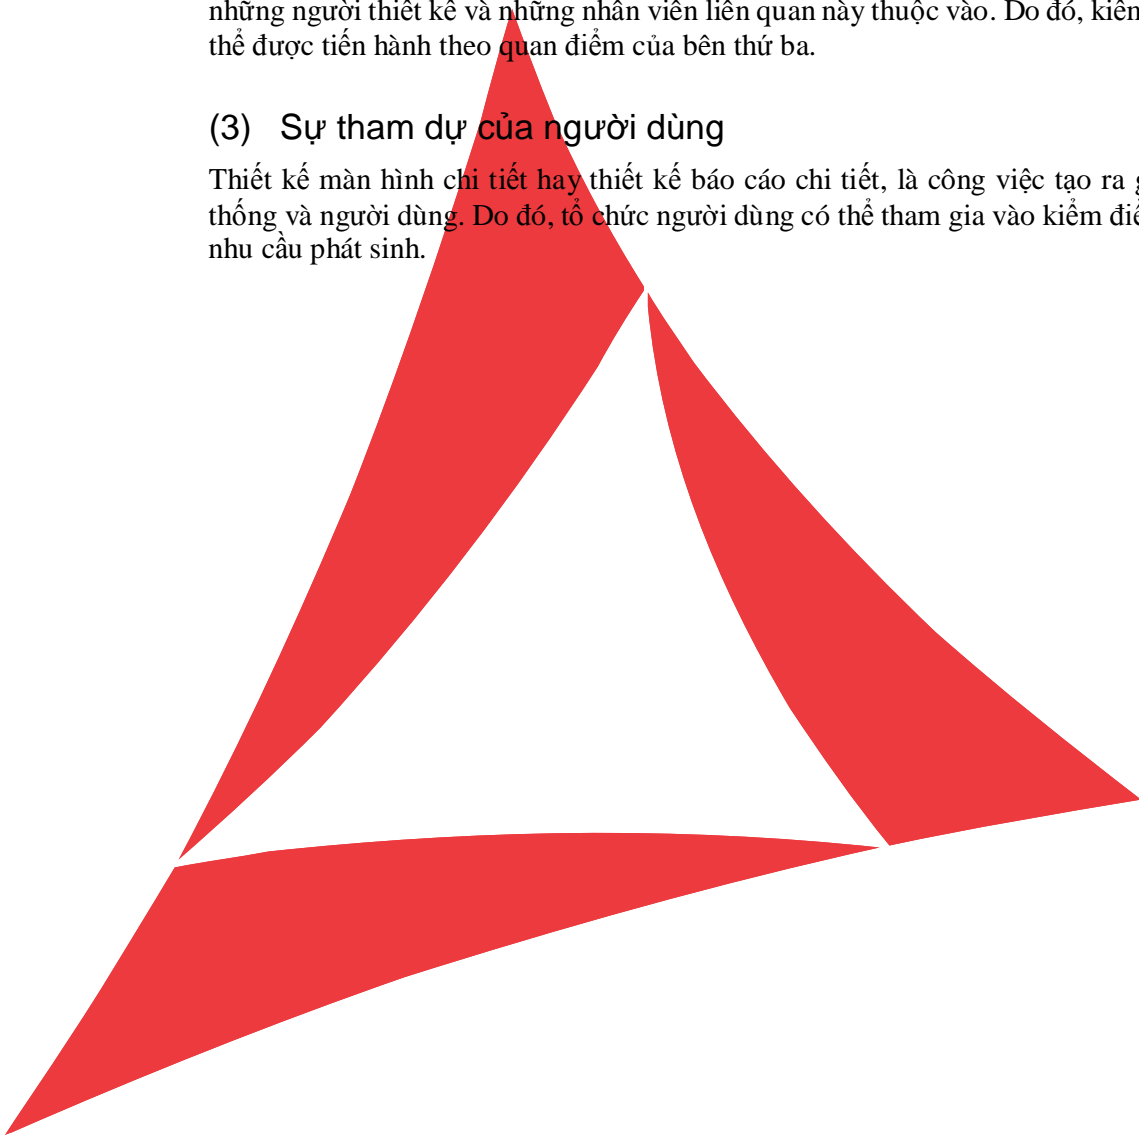 những người thiết kế và những nhân viên liên quan này thuộc vào. Do đó, kiểm
thể được tiến hành theo quan điểm của bên thứ ba.
(3) Sự tham dự của người dùng
Thiết kế màn hình chi tiết hay thiết kế báo cáo chi tiết, là công việc tạo ra
thống và người dùng. Do đó, tổ chức người dùng có thể tham gia vào kiểm
nhu cầu phát sinh.